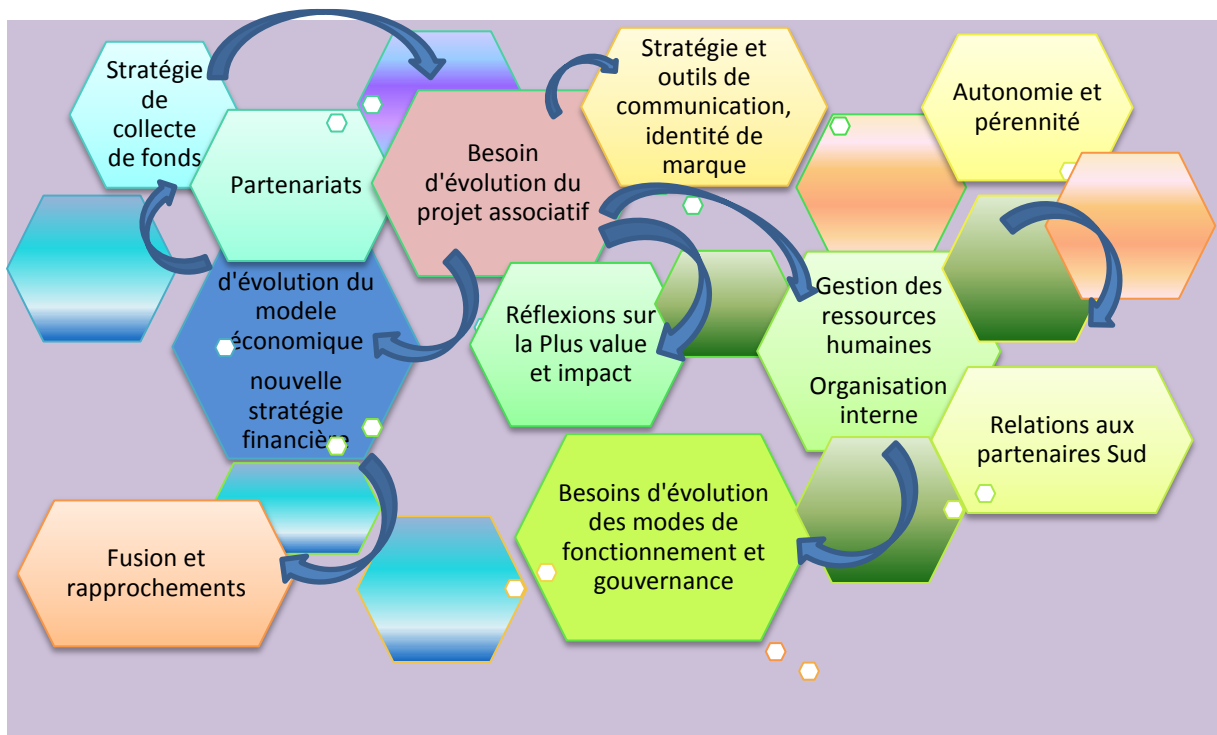 Stratégie
de
collecte
de fonds
Partenariats
Besoin
d'évolution du
projet associatif
Stratégie et
outils de
communication,
identité de
marque
Autonomie et
pérennité
d'évolution du
modele
économique
nouvelle
stratégie
financière
Réflexions sur
la Plus value
et impact
Gestion des
ressources
humaines
Organisation
interne
Relations aux
partenaires Sud
Fusion et
rapprochements
Besoins d'évolution
des modes de
fonctionnement et
gouvernance